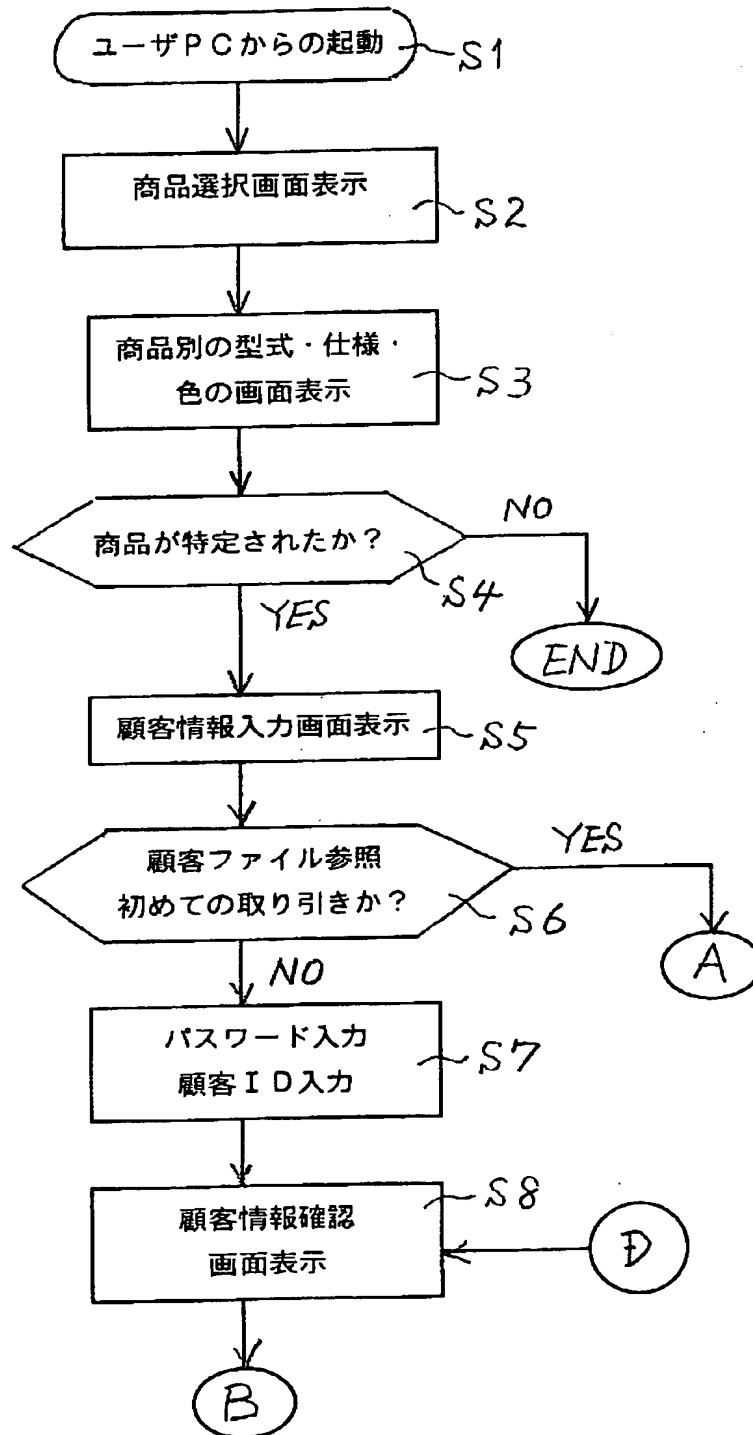 ユーザPCからの起動
S1
商品選択画面表示
S2
商品別の型式・仕様・
色の画面表示
S3
商品が特定されたか?
S4
NO
YES
END
顧客情報入力画面表示
S5
顧客ファイル参照
初めての取り引きか?
S6
YES
A
NO
パスワード入力
顧客ID入力
S7
顧客情報確認
画面表示
S8
D
B